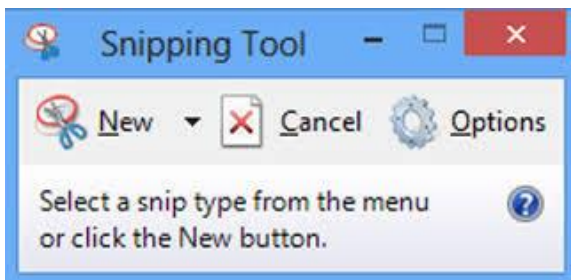 Snipping Tool
New Cancel Options
Select a snip type from the menu
or click the New button.